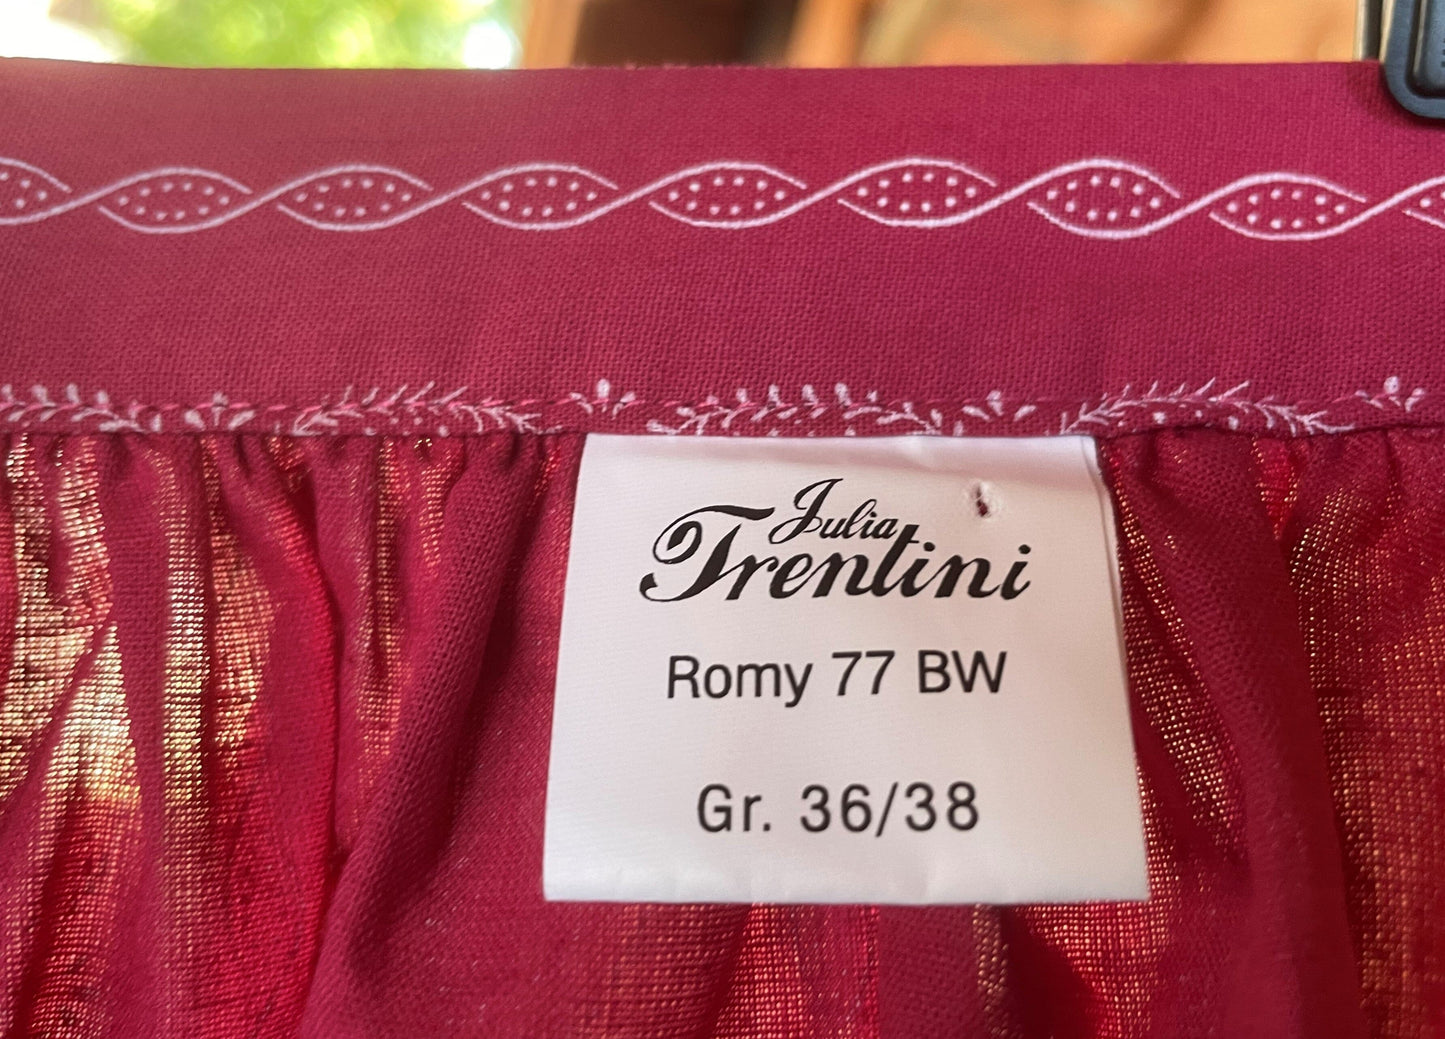 Julia
Trentini
Romy 77 BW
Gr. 36/38